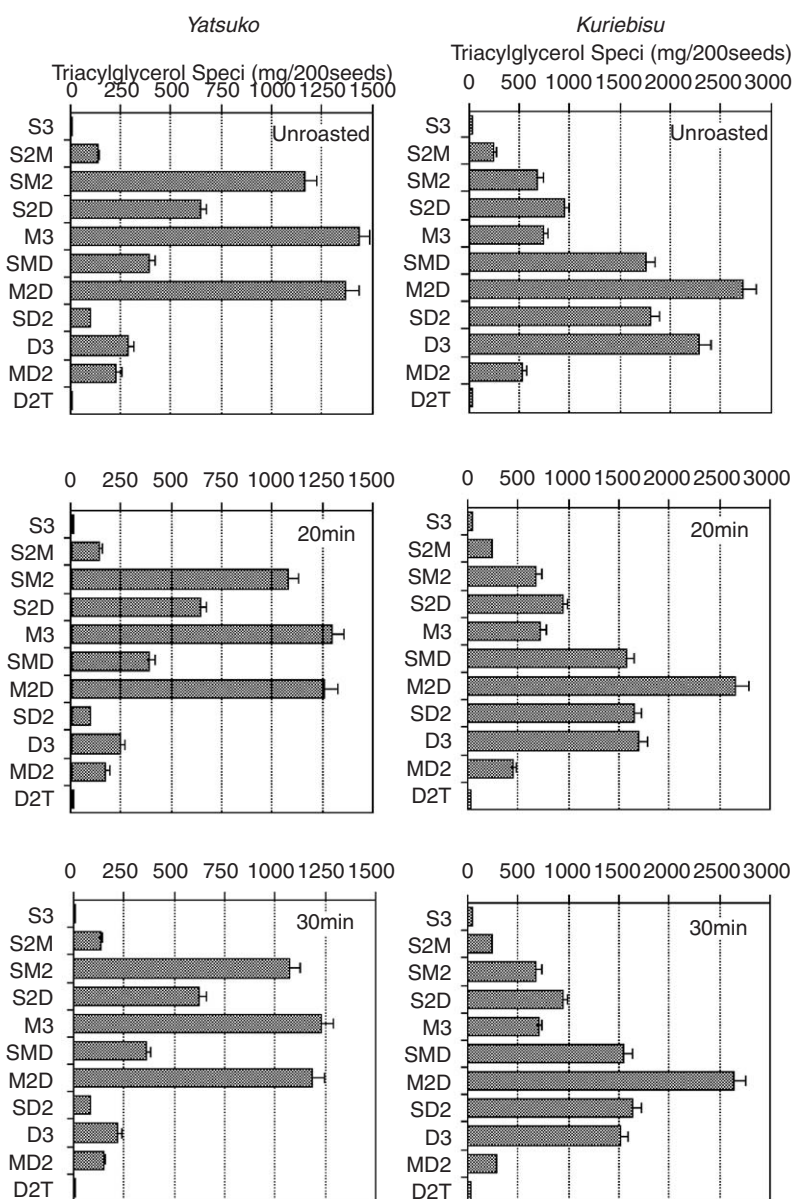 Yatsuko
Triacylglycerol Speci (mg/200seeds)
0 250 500 750 1000 1250 1500
Unroasted
S3
S2M
SM2
S2D
M3
SMD
M2D
SD2
D3
MD2
D2T
Kuriebisu
Triacylglycerol Speci (mg/200seeds)
0 500 1000 1500 2000 2500 3000
Unroasted
S3
S2M
SM2
S2D
M3
SMD
M2D
SD2
D3
MD2
D2T
0 250 500 750 1000 1250 1500
20min
S3
S2M
SM2
S2D
M3
SMD
M2D
SD2
D3
MD2
D2T
0 500 1000 1500 2000 2500 3000
20min
S3
S2M
SM2
S2D
M3
SMD
M2D
SD2
D3
MD2
D2T
0 250 500 750 1000 1250 1500
30min
S3
S2M
SM2
S2D
M3
SMD
M2D
SD2
D3
MD2
D2T
0 500 1000 1500 2000 2500 3000
30min
S3
S2M
SM2
S2D
M3
SMD
M2D
SD2
D3
MD2
D2T